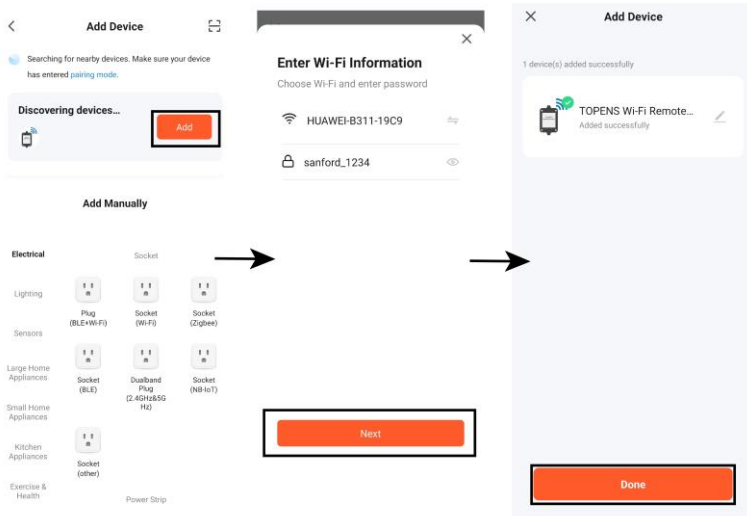 Add Device
Searching for nearby devices. Make sure your device
has entered pairing mode.
Discovering devices...
Add
Add Manually
Electrical
Socket
Lighting
Plug
(BLE+Wi-Fi)
Socket
(Wi-Fi)
Socket
(Zigbee)
Sensors
Large Home
Appliances
Socket
(BLE)
Dualband
Plug
(2.4GHz&5G
Hz)
Socket
(NB-IoT)
Small Home
Appliances
Kitchen
Appliances
Socket
(other)
Exercise &
Health
Power Strip
Enter Wi-Fi Information
Choose Wi-Fi and enter password
HUAWEI-B311-19C9
sanford_1234
Next
Add Device
1 device(s) added successfully
TOPENS Wi-Fi Remote...
Added successfully
Done